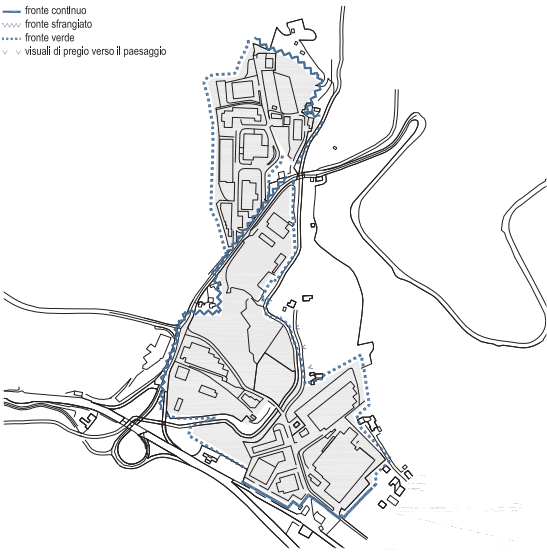 fronte continuo
fronte sfrangiato
fronte verde
visuali di pregio verso il paesaggio